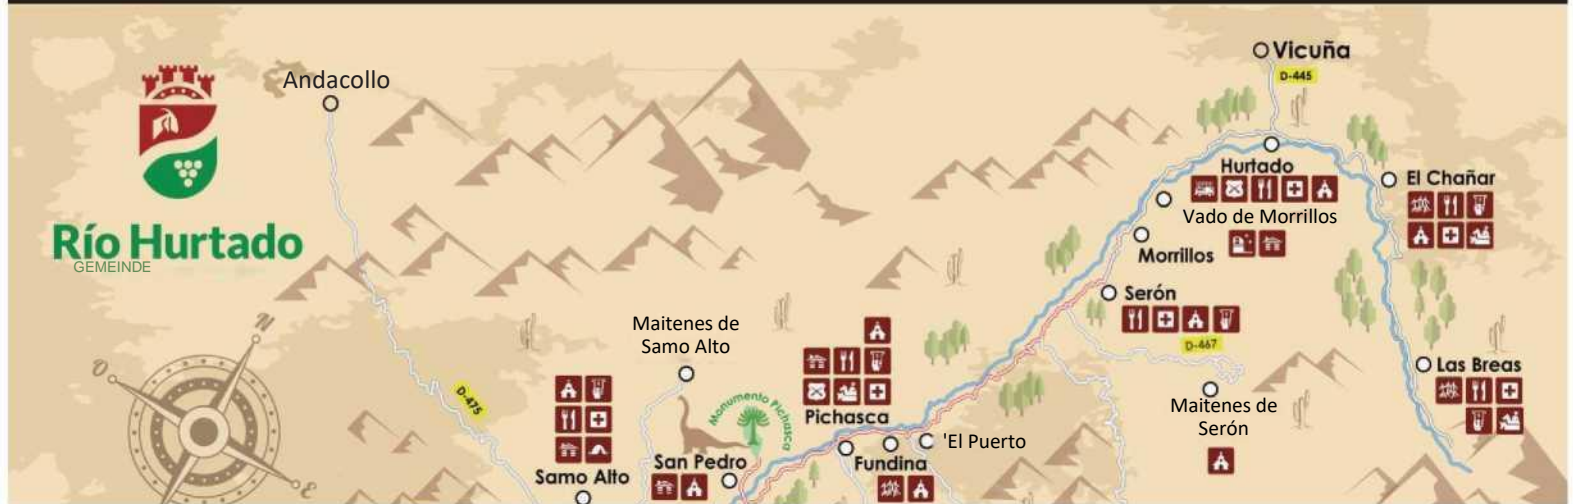 Andacollo
Vicuña
D-445
Río Hurtado
GEMEINDE
Hurtado
El Chañar
Vado de Morrillos
Morrillos
Serón
D-467
Maitenes de
Samo Alto
N
O
E
D-475
Monumento Pichasca
Pichasca
Las Breas
Maitenes de
Serón
'El Puerto
Fundina
San Pedro
Samo Alto